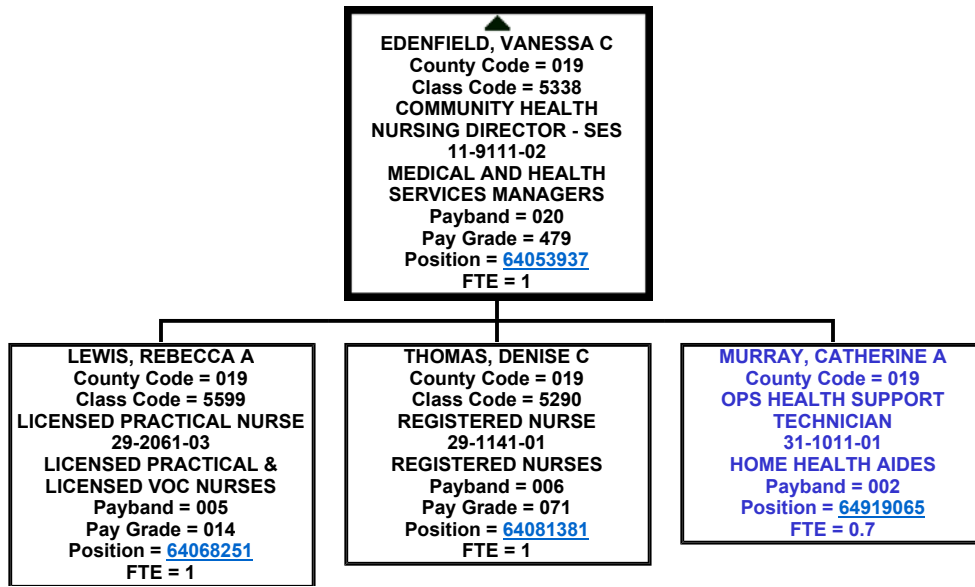 EDENFIELD, VANESSA C
County Code = 019
Class Code = 5338
COMMUNITY HEALTH
NURSING DIRECTOR - SES
11-9111-02
MEDICAL AND HEALTH
SERVICES MANAGERS
Payband = 020
Pay Grade = 479
Position = 64053937
FTE = 1
LEWIS, REBECCA A
County Code = 019
Class Code = 5599
LICENSED PRACTICAL NURSE
29-2061-03
LICENSED PRACTICAL &
LICENSED VOC NURSES
Payband = 005
Pay Grade = 014
Position = 64068251
FTE = 1
THOMAS, DENISE C
County Code = 019
Class Code = 5290
REGISTERED NURSE
29-1141-01
REGISTERED NURSES
Payband = 006
Pay Grade = 071
Position = 64081381
FTE = 1
MURRAY, CATHERINE A
County Code = 019
OPS HEALTH SUPPORT
TECHNICIAN
31-1011-01
HOME HEALTH AIDES
Payband = 002
Position = 64919065
FTE = 0.7